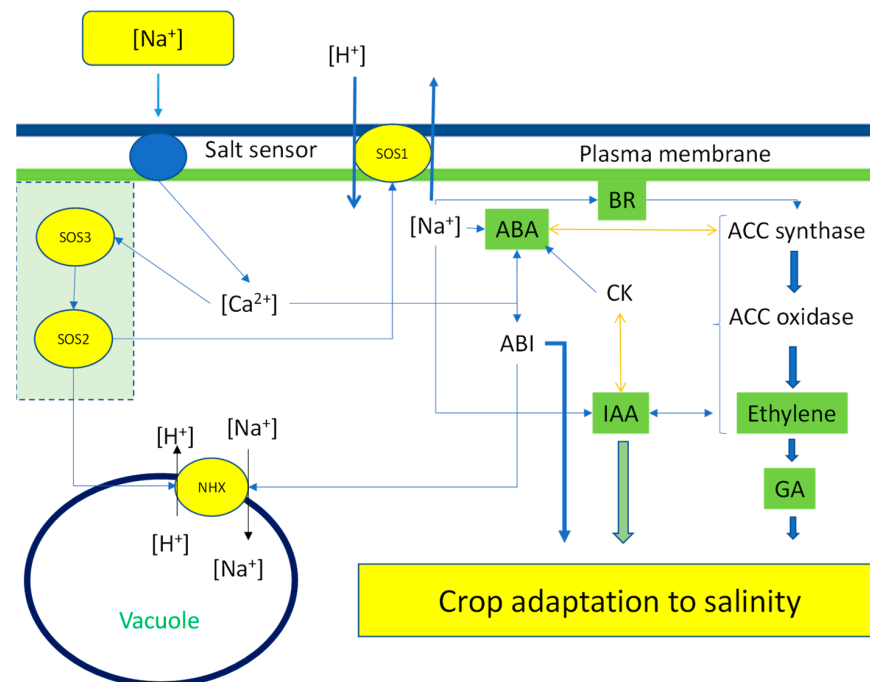 [Na⁺]
[H⁺]
Salt sensor
SOS1
Plasma membrane
BR
SOS3
[Na⁺]
ABA
ACC synthase
[Ca²⁺]
CK
SOS2
ABI
ACC oxidase
IAA
Ethylene
[H⁺]
[Na⁺]
NHX
GA
[H⁺]
[Na⁺]
Vacuole
Crop adaptation to salinity